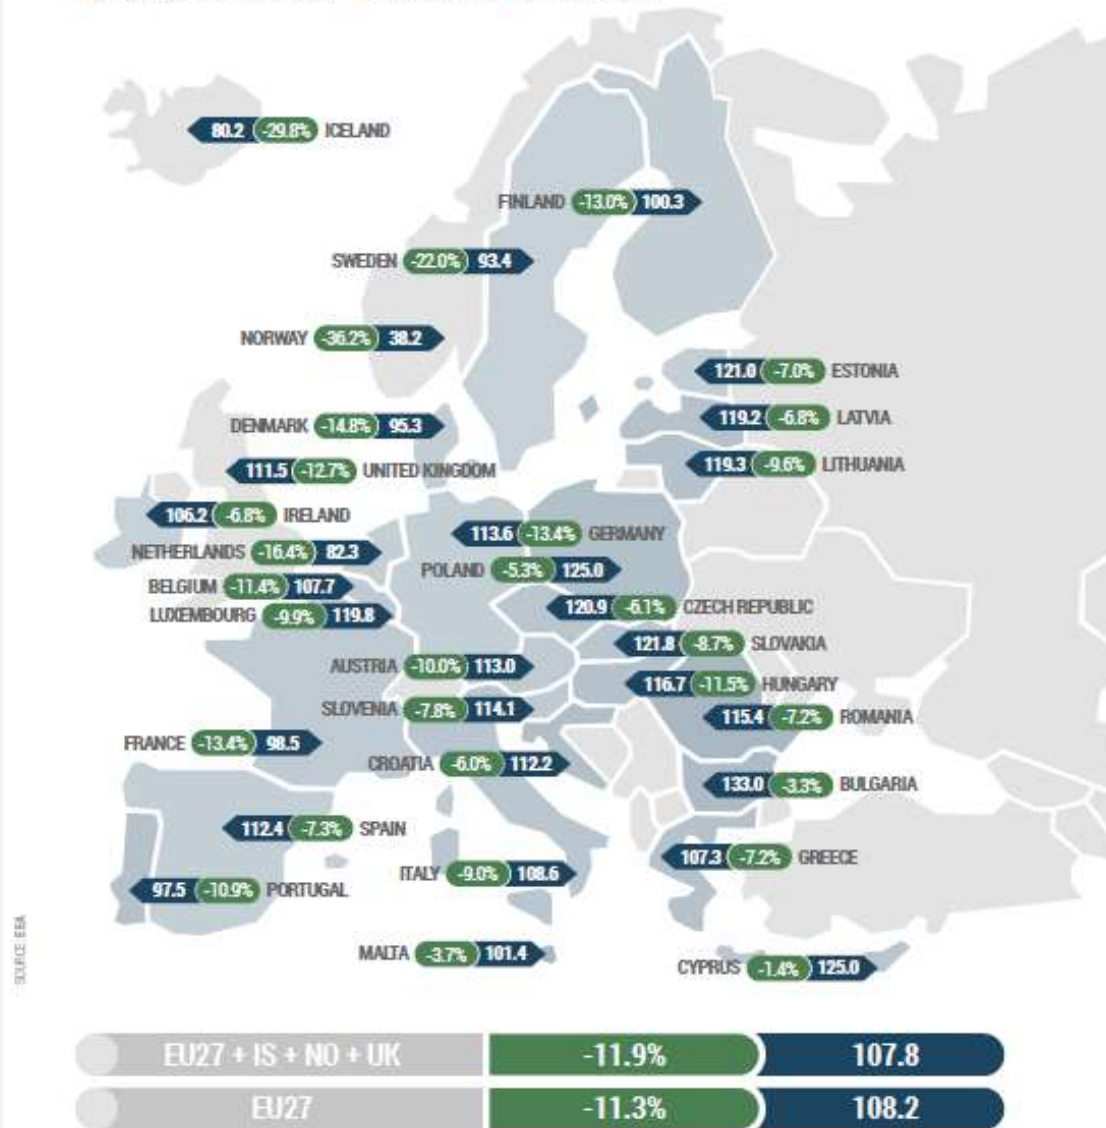 80.2 -29.8% ICELAND
FINLAND -13.0% 100.3
SWEDEN -22.0% 93.4
NORWAY -36.2% 38.2
121.0 -7.0% ESTONIA
119.2 -6.8% LATVIA
DENMARK -14.8% 95.3
119.3 -9.6% LITHUANIA
111.5 -12.7% UNITED KINGDOM
106.2 -6.8% IRELAND
113.6 -13.4% GERMANY
NETHERLANDS -16.4% 82.3
POLAND -5.3% 125.0
BELGIUM -11.4% 107.7
120.9 -6.1% CZECH REPUBLIC
LUXEMBOURG -9.9% 119.8
121.8 -8.7% SLOVAKIA
AUSTRIA -10.0% 113.0
116.7 -11.5% HUNGARY
SLOVENIA -7.8% 114.1
115.4 -7.2% ROMANIA
FRANCE -13.4% 98.5
CROATIA -6.0% 112.2
133.0 -3.3% BULGARIA
112.4 -7.3% SPAIN
107.3 -7.2% GREECE
ITALY -9.0% 108.6
97.5 -10.9% PORTUGAL
MALTA -3.7% 101.4
CYPRUS -1.4% 125.0
SOURCE: EEA
EU27 + IS + NO + UK -11.9% 107.8
EU27 -11.3% 108.2